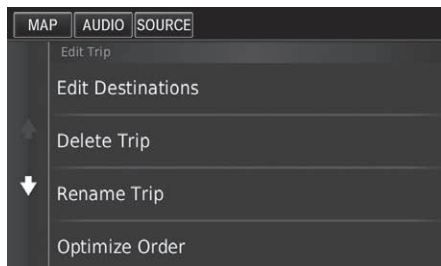 MAP AUDIO SOURCE
Edit Trip
Edit Destinations
Delete Trip
Rename Trip
Optimize Order